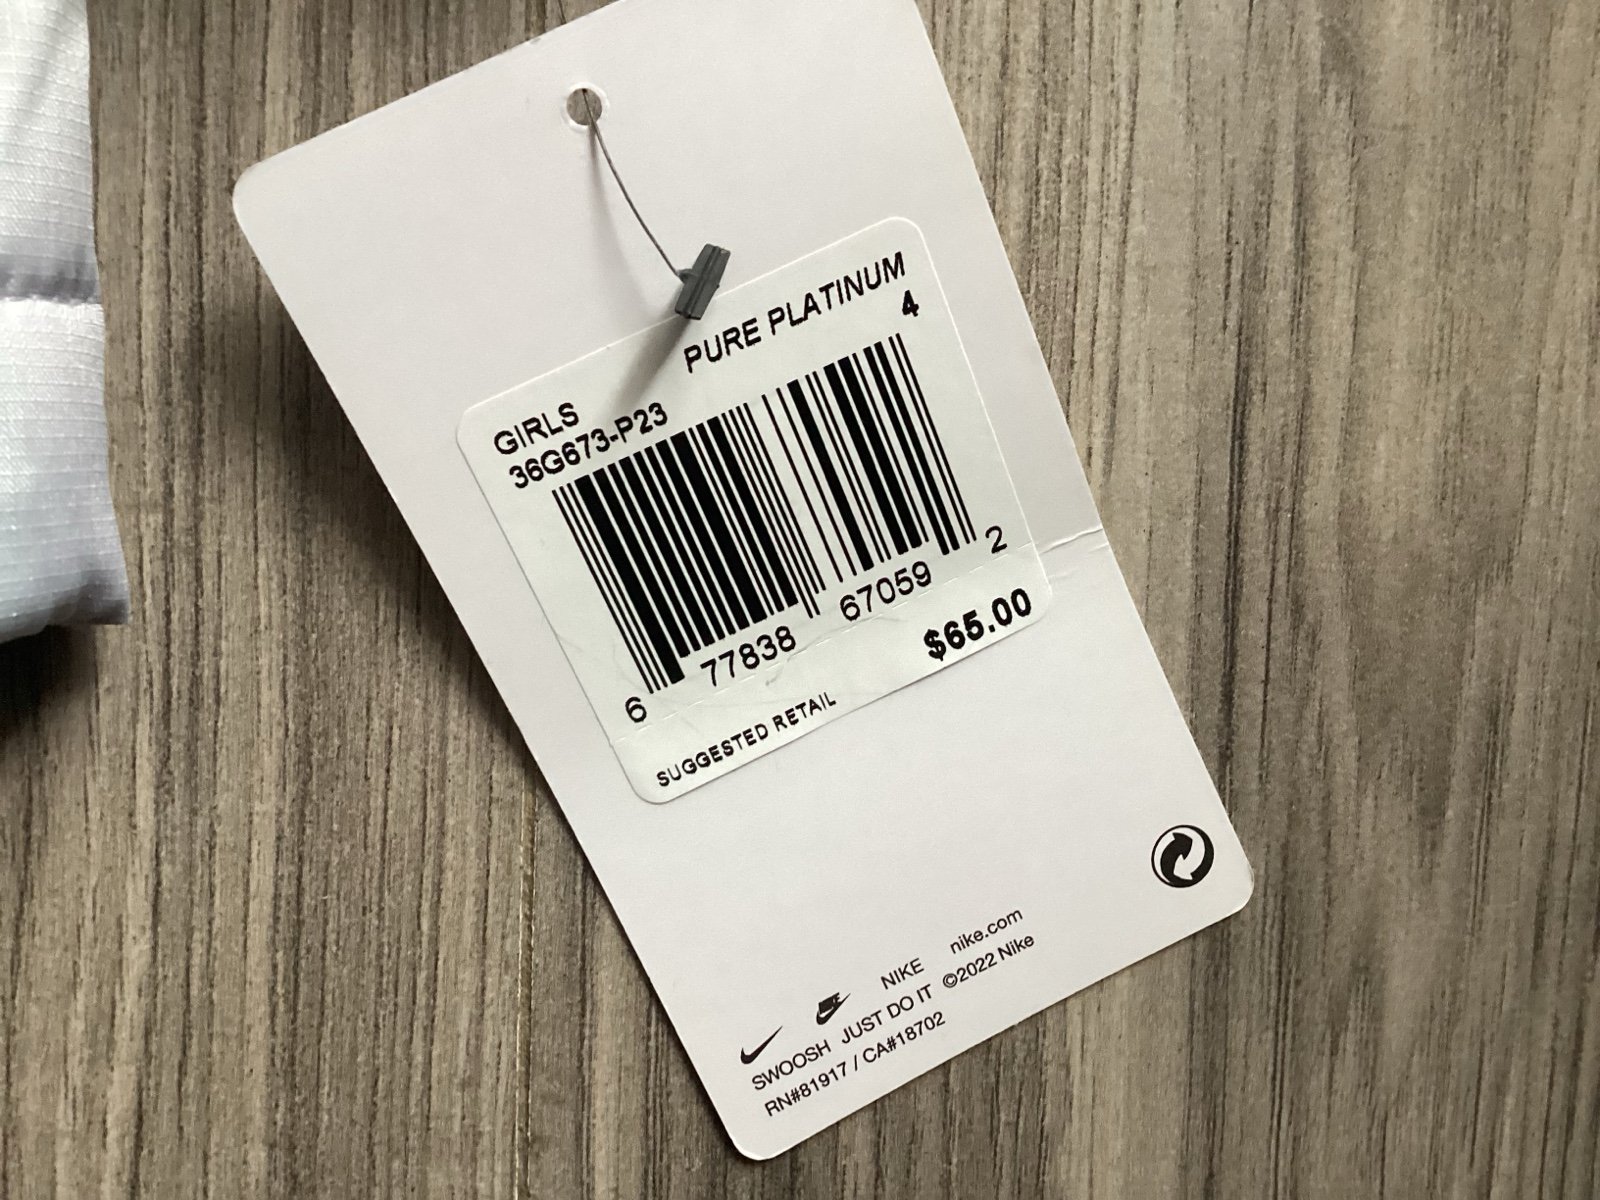 PURE PLATINUM
4
GIRLS
36G673-P23
6 77838 67059 2
$65.00
SUGGESTED RETAIL
NIKE nike.com
SWOOSH JUST DO IT ©2022 Nike
RN#81917 / CA#18702